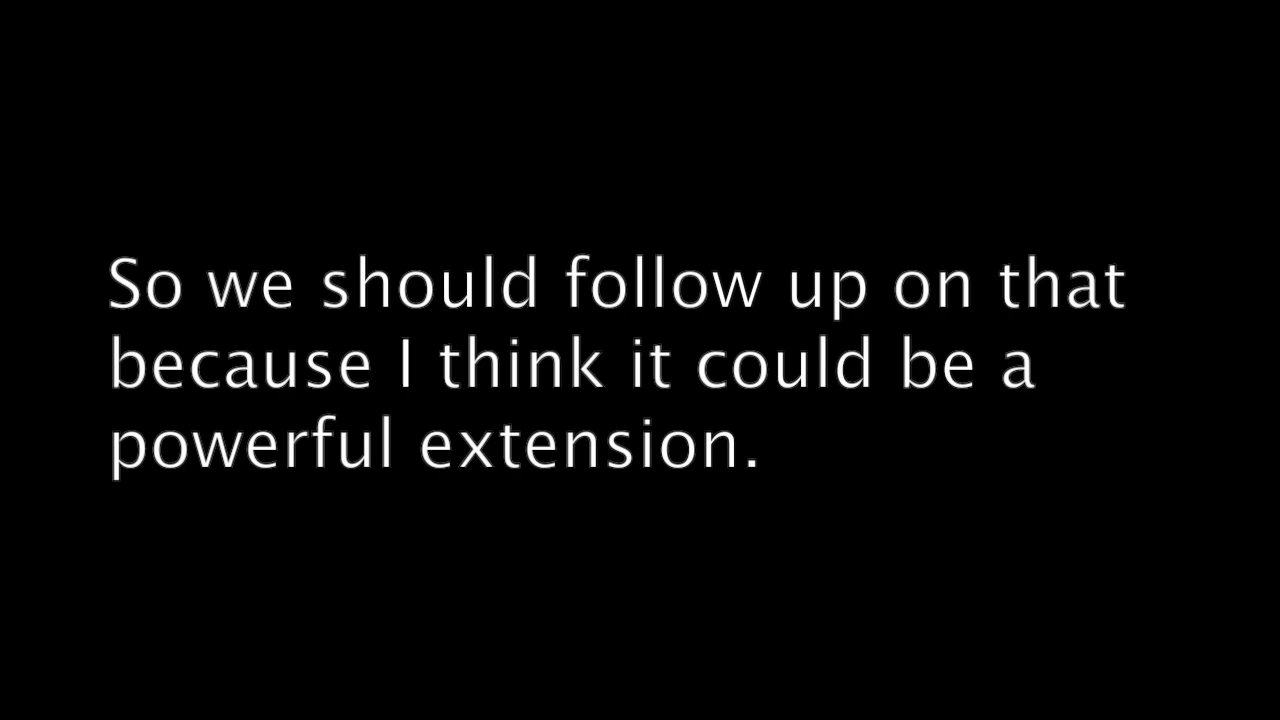 So we should follow up on that
because I think it could be a
powerful extension.